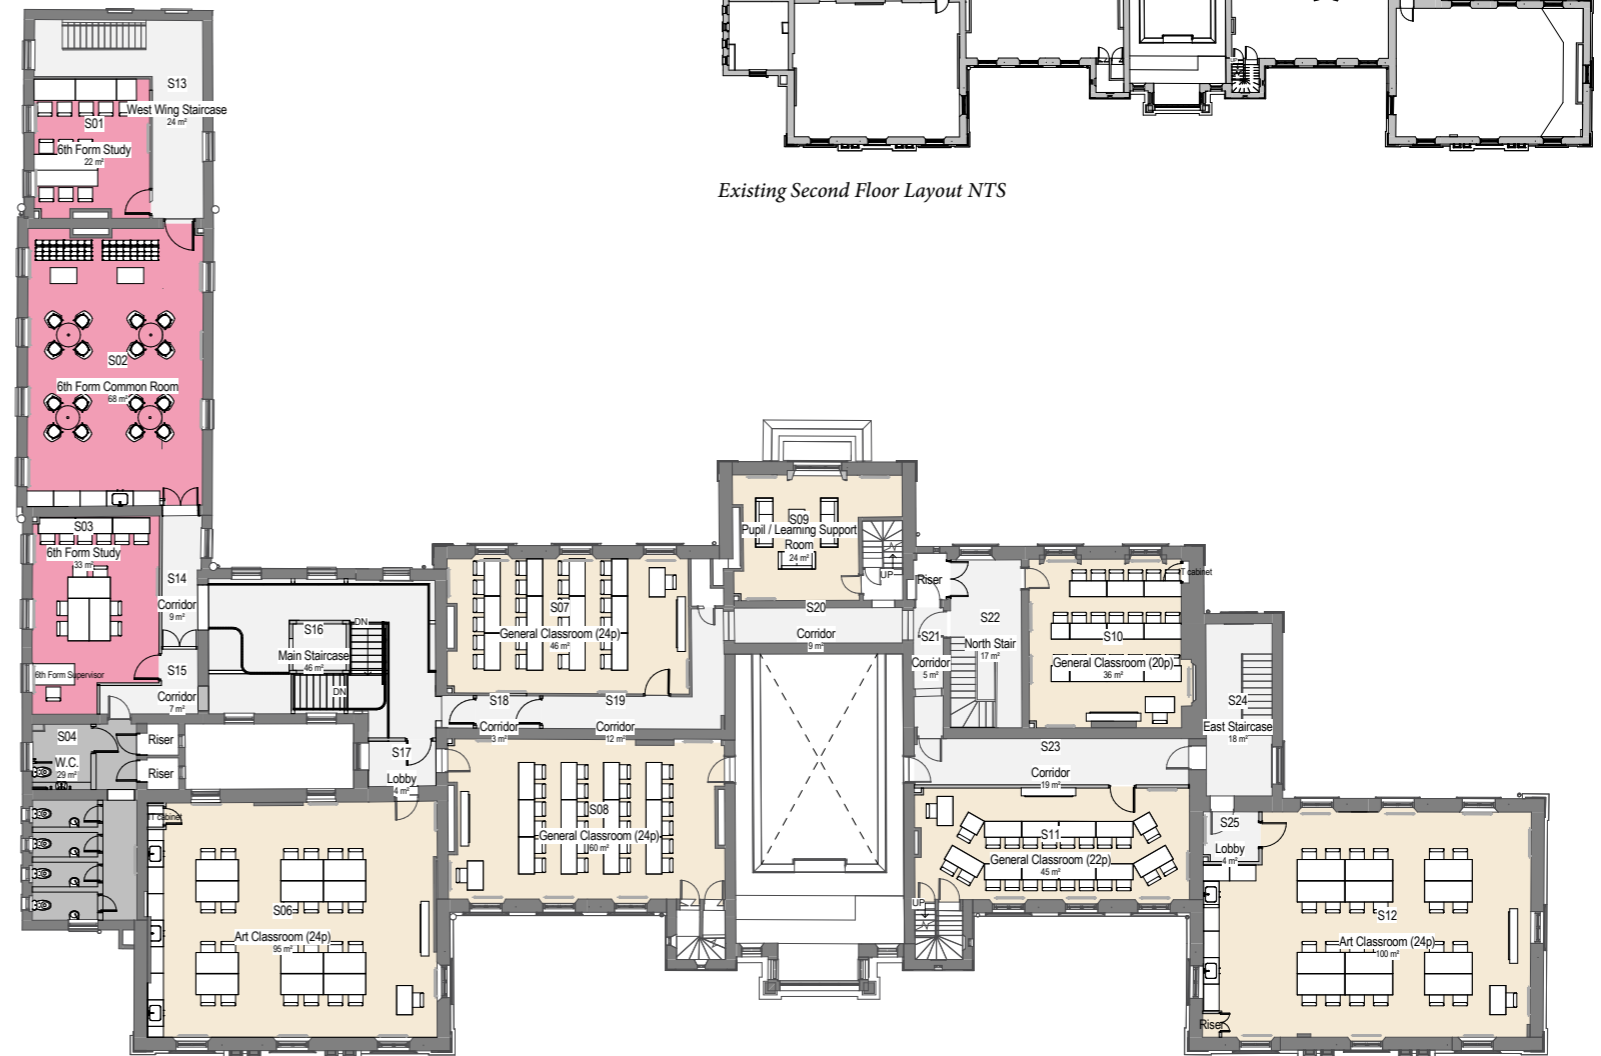 Existing Second Floor Layout NTS
S13
West Wing Staircase
24 m²
S01
6th Form Study
22 m²
S02
6th Form Common Room
68 m²
S03
6th Form Study
33 m²
S14
Corridor
9 m²
S15
Corridor
7 m²
6th Form Supervisor
S16
Main Staircase
46 m²
DN
DN
S04
W.C.
29 m²
Riser
Riser
S17
Lobby
4 m²
S18
Corridor
3 m²
S19
Corridor
12 m²
S07
General Classroom (24p)
46 m²
S08
General Classroom (24p)
60 m²
IT cabinet
S06
Art Classroom (24p)
95 m²
S09
Pupil / Learning Support
Room
24 m²
UP
S20
Corridor
9 m²
Riser
S21
Corridor
5 m²
S22
North Stair
17 m²
IT cabinet
S10
General Classroom (20p)
36 m²
S23
Corridor
19 m²
S24
East Staircase
18 m²
S11
General Classroom (22p)
45 m²
UP
S25
Lobby
4 m²
S12
Art Classroom (24p)
100 m²
Riser